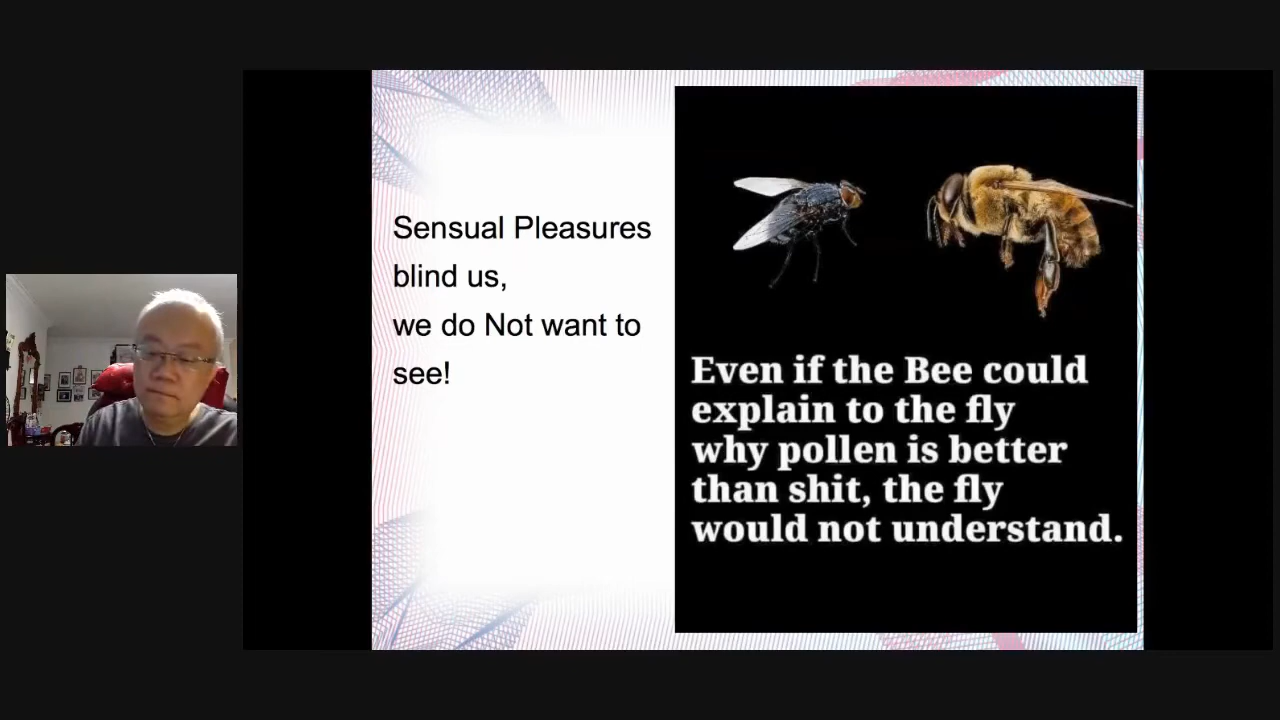 Sensual Pleasures
blind us,
we do Not want to
see!
Even if the Bee could
explain to the fly
why pollen is better
than shit, the fly
would not understand.